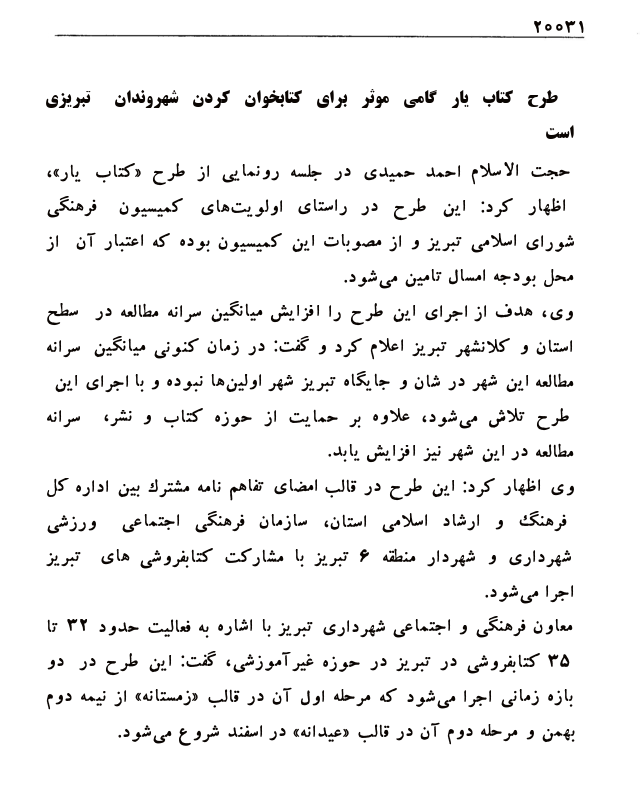 ۲۰۰۳۱
طرح کتاب یار گامی موثر برای کتابخوان کردن شهروندان تبریزی
است
حجت الاسلام احمد حمیدی در جلسه رونمایی از طرح «کتاب یار»،
اظهار کرد: این طرح در راستای اولویت‌های کمیسیون فرهنگی
شورای اسلامی تبریز و از مصوبات این کمیسیون بوده که اعتبار آن از
محل بودجه امسال تامین می‌شود.
وی، هدف از اجرای این طرح را افزایش میانگین سرانه مطالعه در سطح
استان و کلانشهر تبریز اعلام کرد و گفت: در زمان کنونی میانگین سرانه
مطالعه این شهر در شان و جایگاه تبریز شهر اولین‌ها نبوده و با اجرای این
طرح تلاش می‌شود، علاوه بر حمایت از حوزه کتاب و نشر، سرانه
مطالعه در این شهر نیز افزایش یابد.
وی اظهار کرد: این طرح در قالب امضای تفاهم نامه مشترک بین اداره کل
فرهنگ و ارشاد اسلامی استان، سازمان فرهنگی اجتماعی ورزشی
شهرداری و شهردار منطقه ۶ تبریز با مشارکت کتابفروشی های تبریز
اجرا می‌شود.
معاون فرهنگی و اجتماعی شهرداری تبریز با اشاره به فعالیت حدود ۳۲ تا
۳۵ کتابفروشی در تبریز در حوزه غیرآموزشی، گفت: این طرح در دو
بازه زمانی اجرا می‌شود که مرحله اول آن در قالب «زمستانه» از نیمه دوم
بهمن و مرحله دوم آن در قالب «عیدانه» در اسفند شروع می‌شود.